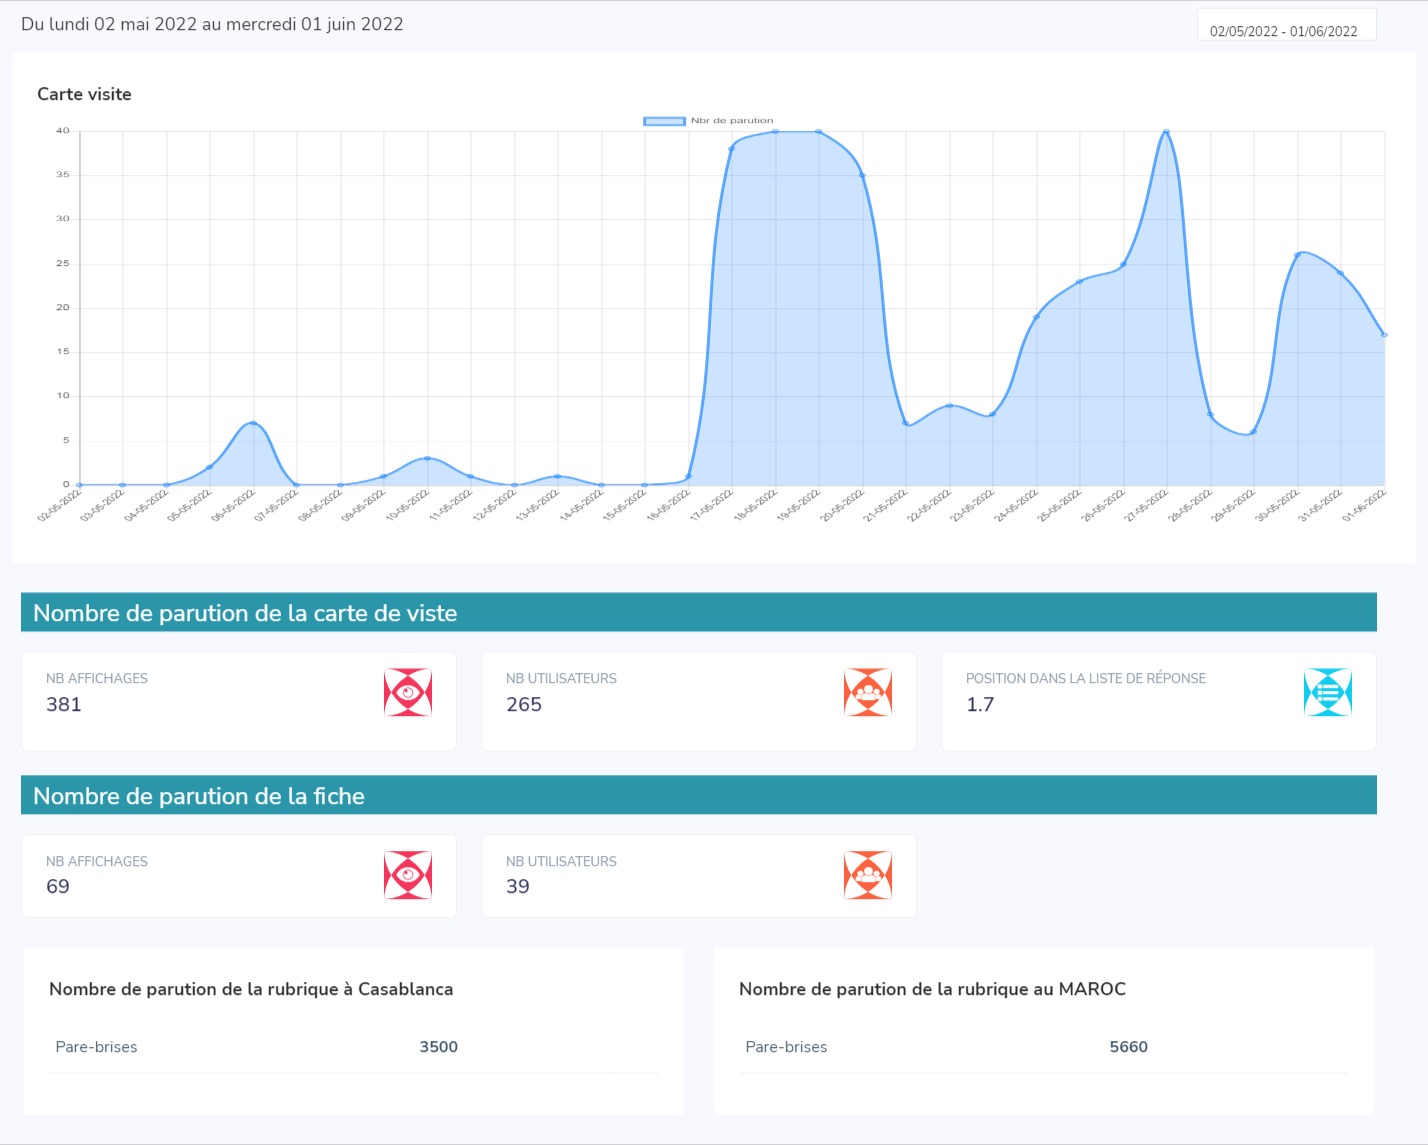 Du lundi 02 mai 2022 au mercredi 01 juin 2022
02/05/2022 - 01/06/2022
Carte visite
Nbr de parution
40
35
30
25
20
15
10
5
0
02-05-2022 03-05-2022 04-05-2022 05-05-2022 06-05-2022 07-05-2022 08-05-2022 09-05-2022 10-05-2022 11-05-2022 12-05-2022 13-05-2022 14-05-2022 15-05-2022 16-05-2022 17-05-2022 18-05-2022 19-05-2022 20-05-2022 21-05-2022 22-05-2022 23-05-2022 24-05-2022 25-05-2022 26-05-2022 27-05-2022 28-05-2022 29-05-2022 30-05-2022 31-05-2022 01-06-2022
Nombre de parution de la carte de viste
NB AFFICHAGES
381
NB UTILISATEURS
265
POSITION DANS LA LISTE DE RÉPONSE
1.7
Nombre de parution de la fiche
NB AFFICHAGES
69
NB UTILISATEURS
39
Nombre de parution de la rubrique à Casablanca
Pare-brises 3500
Nombre de parution de la rubrique au MAROC
Pare-brises 5660